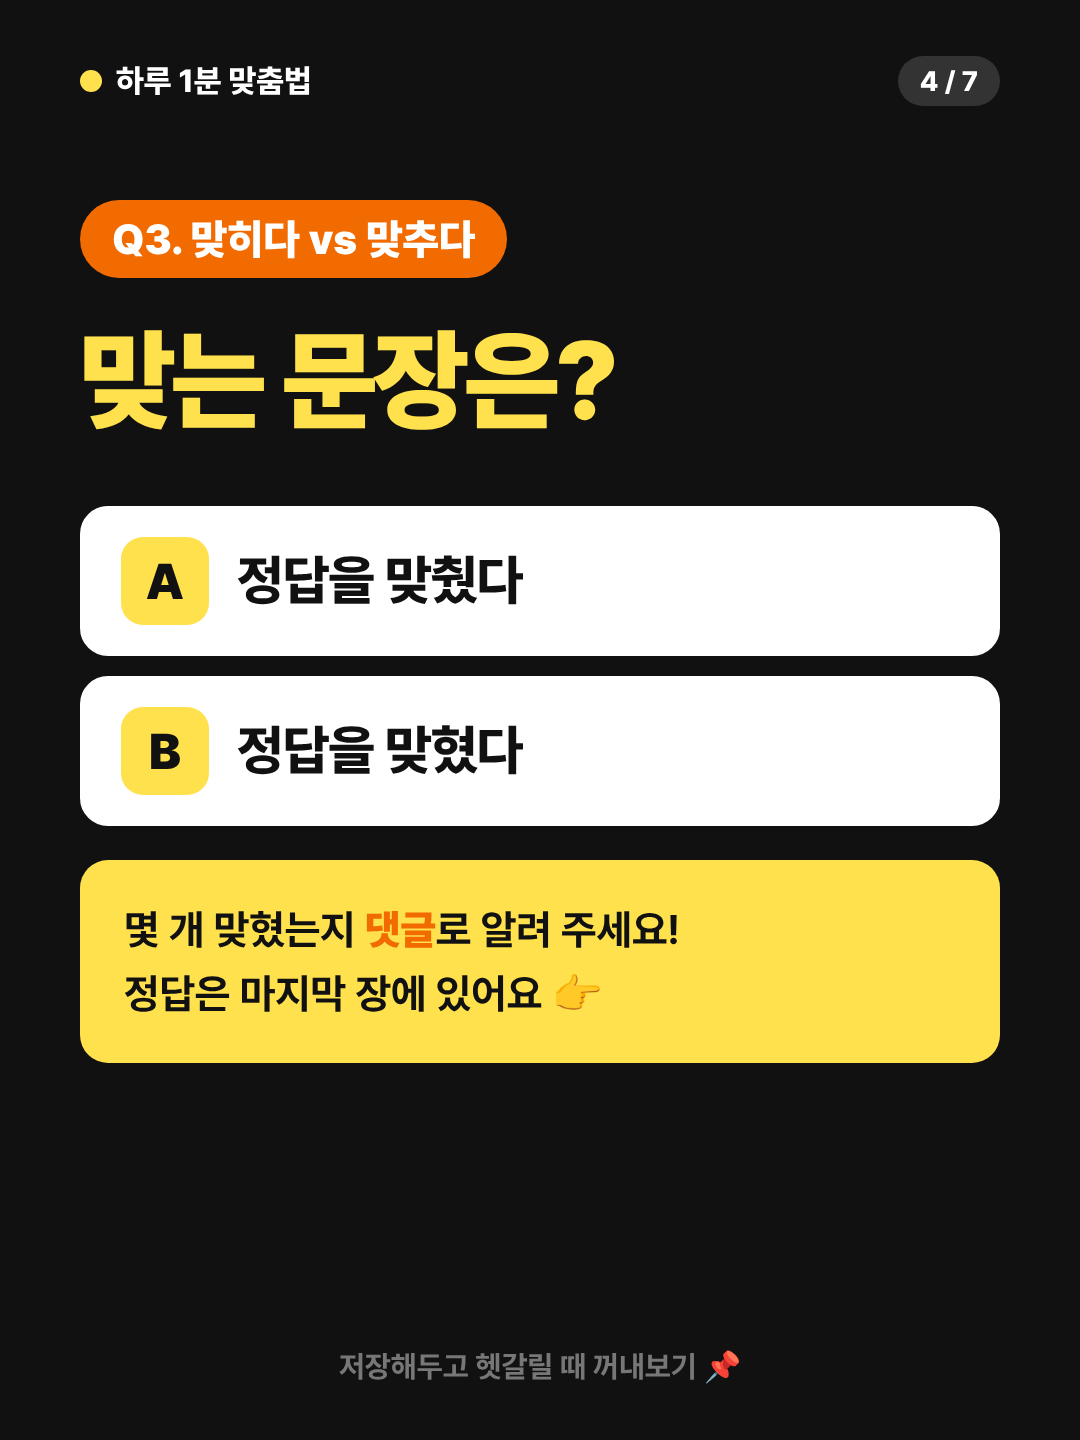 하루 1분 맞춤법
4 / 7
Q3. 맞히다 vs 맞추다
맞는 문장은?
A 정답을 맞췄다
B 정답을 맞혔다
몇 개 맞혔는지 댓글로 알려 주세요!
정답은 마지막 장에 있어요 👉
저장해두고 헷갈릴 때 꺼내보기 📌